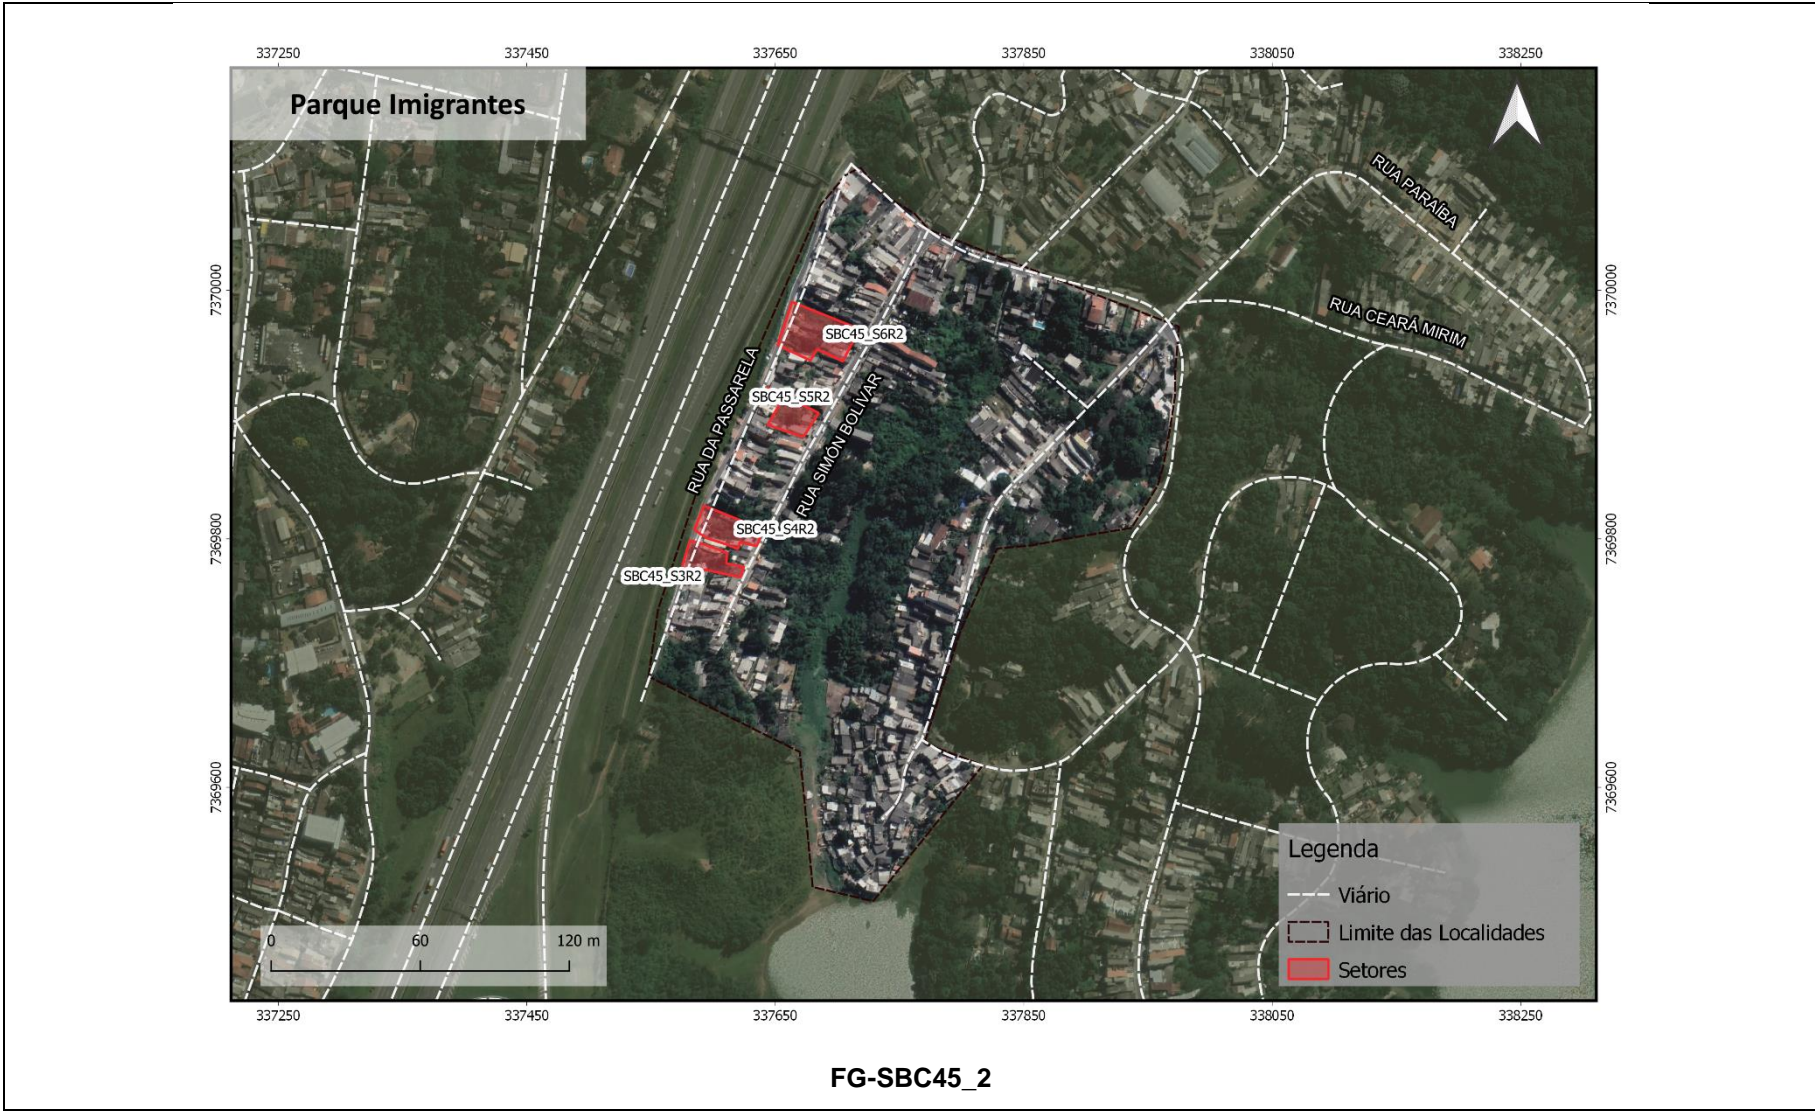 337250 337450 337650 337850 338050 338250
Parque Imigrantes
RUA PARAÍBA
7370000
7370000
RUA CEARÁ MIRIM
SBC45_S6R2
RUA DA PASSARELA
SBC45_S5R2
RUA SIMÓN BOLÍVAR
SBC45_S4R2
7369800
7369800
SBC45_S3R2
7369600
7369600
Legenda
Viário
Limite das Localidades
Setores
0 60 120 m
337250 337450 337650 337850 338050 338250
FG-SBC45_2